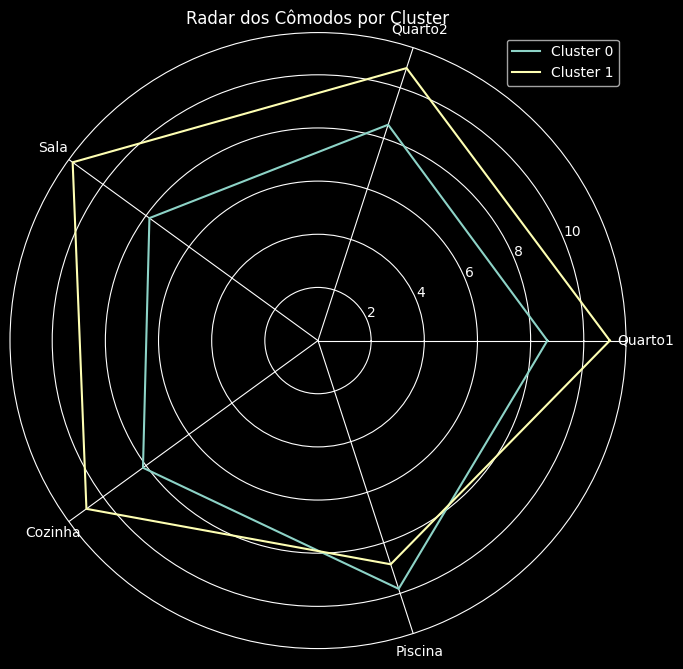 Radar dos Cômodos por Cluster
Quarto2
Cluster 0
Cluster 1
Sala
10
8
6
4
2
Quarto1
Cozinha
Piscina